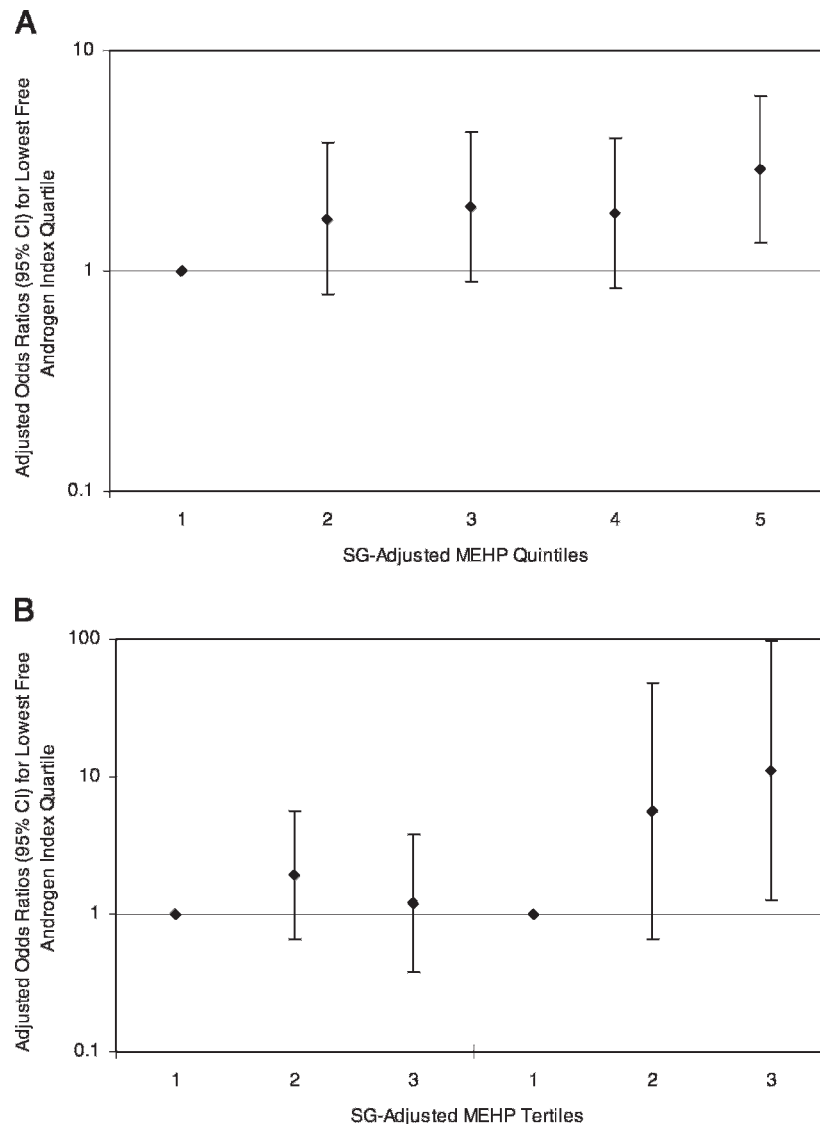 A
Adjusted Odds Ratios (95% CI) for Lowest Free
Androgen Index Quartile
10
1
0.1
1 2 3 4 5
SG-Adjusted MEHP Quintiles
B
Adjusted Odds Ratios (95% CI) for Lowest Free
Androgen Index Quartile
100
10
1
0.1
1 2 3 1 2 3
SG-Adjusted MEHP Tertiles